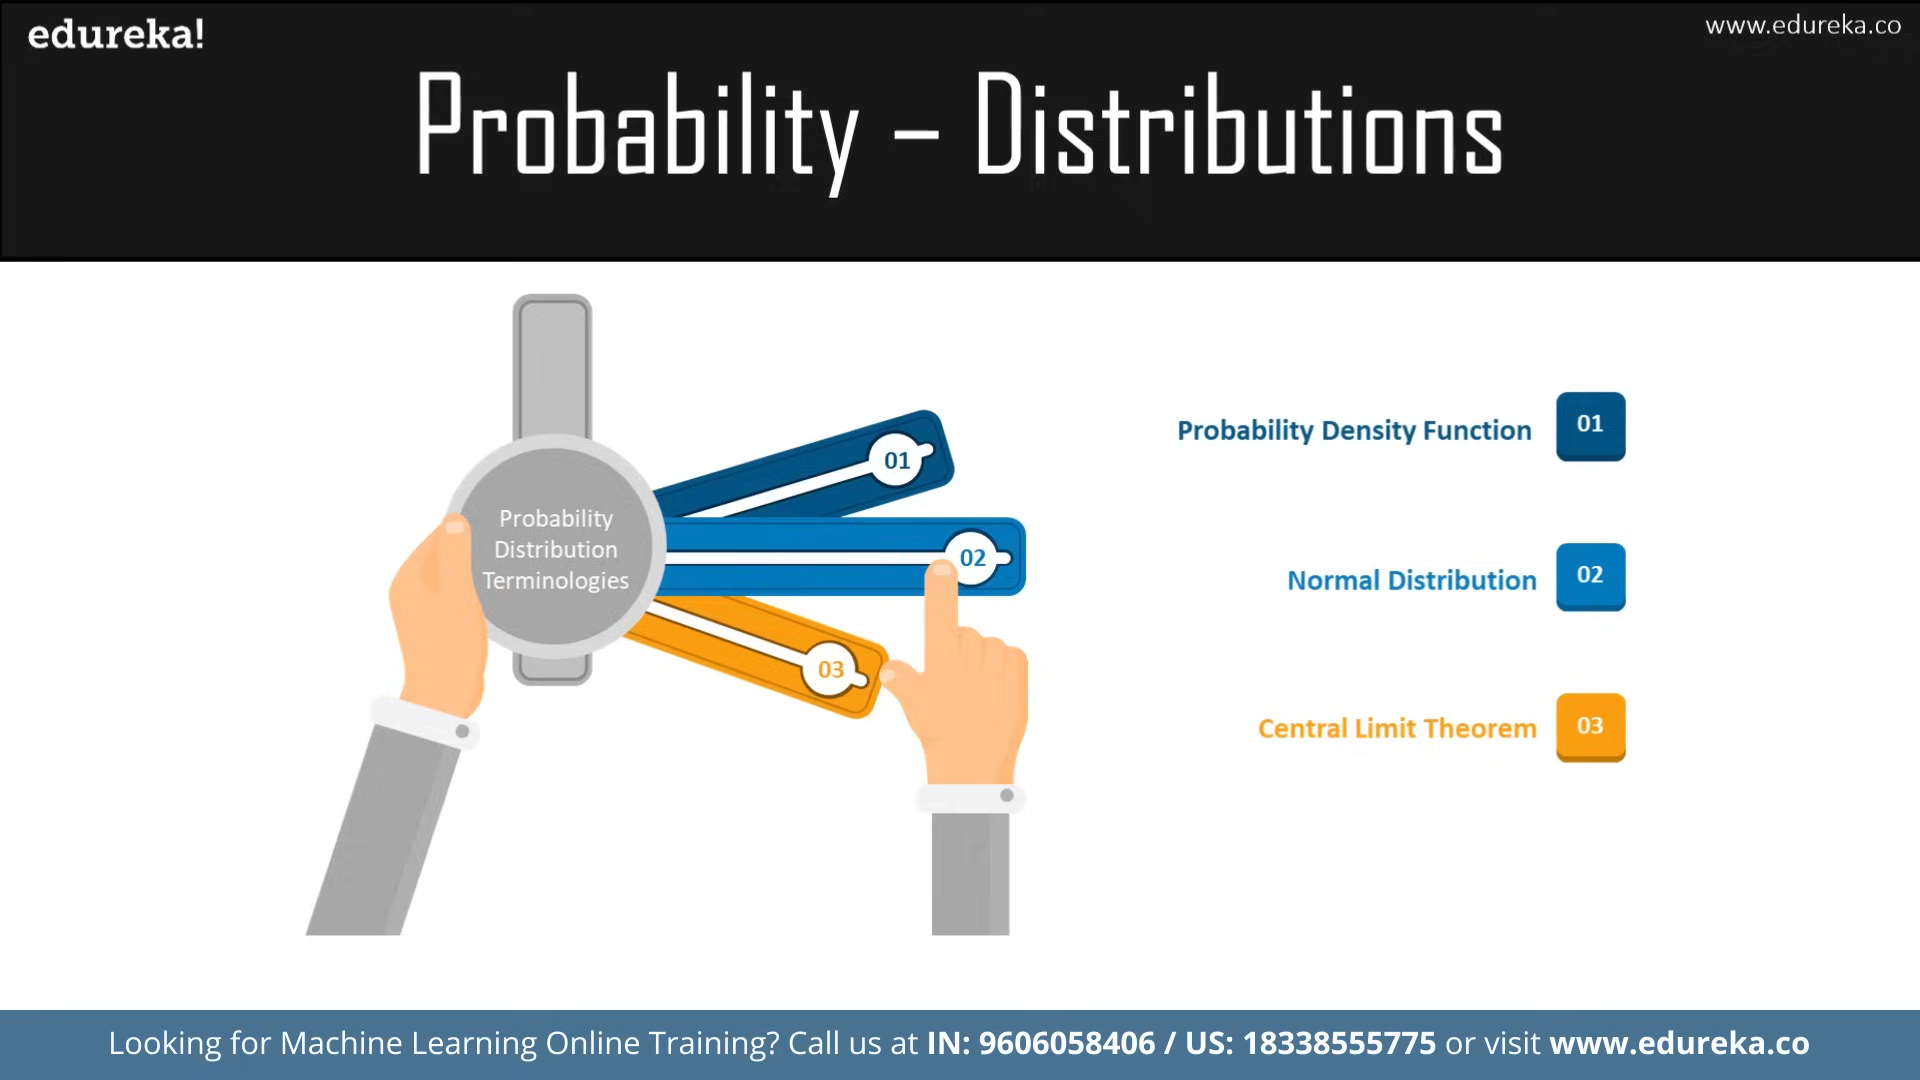 edureka!
www.edureka.co
Probability – Distributions
Probability
Distribution
Terminologies
01
02
03
Probability Density Function 01
Normal Distribution 02
Central Limit Theorem 03
Looking for Machine Learning Online Training? Call us at IN: 9606058406 / US: 18338555775 or visit www.edureka.co